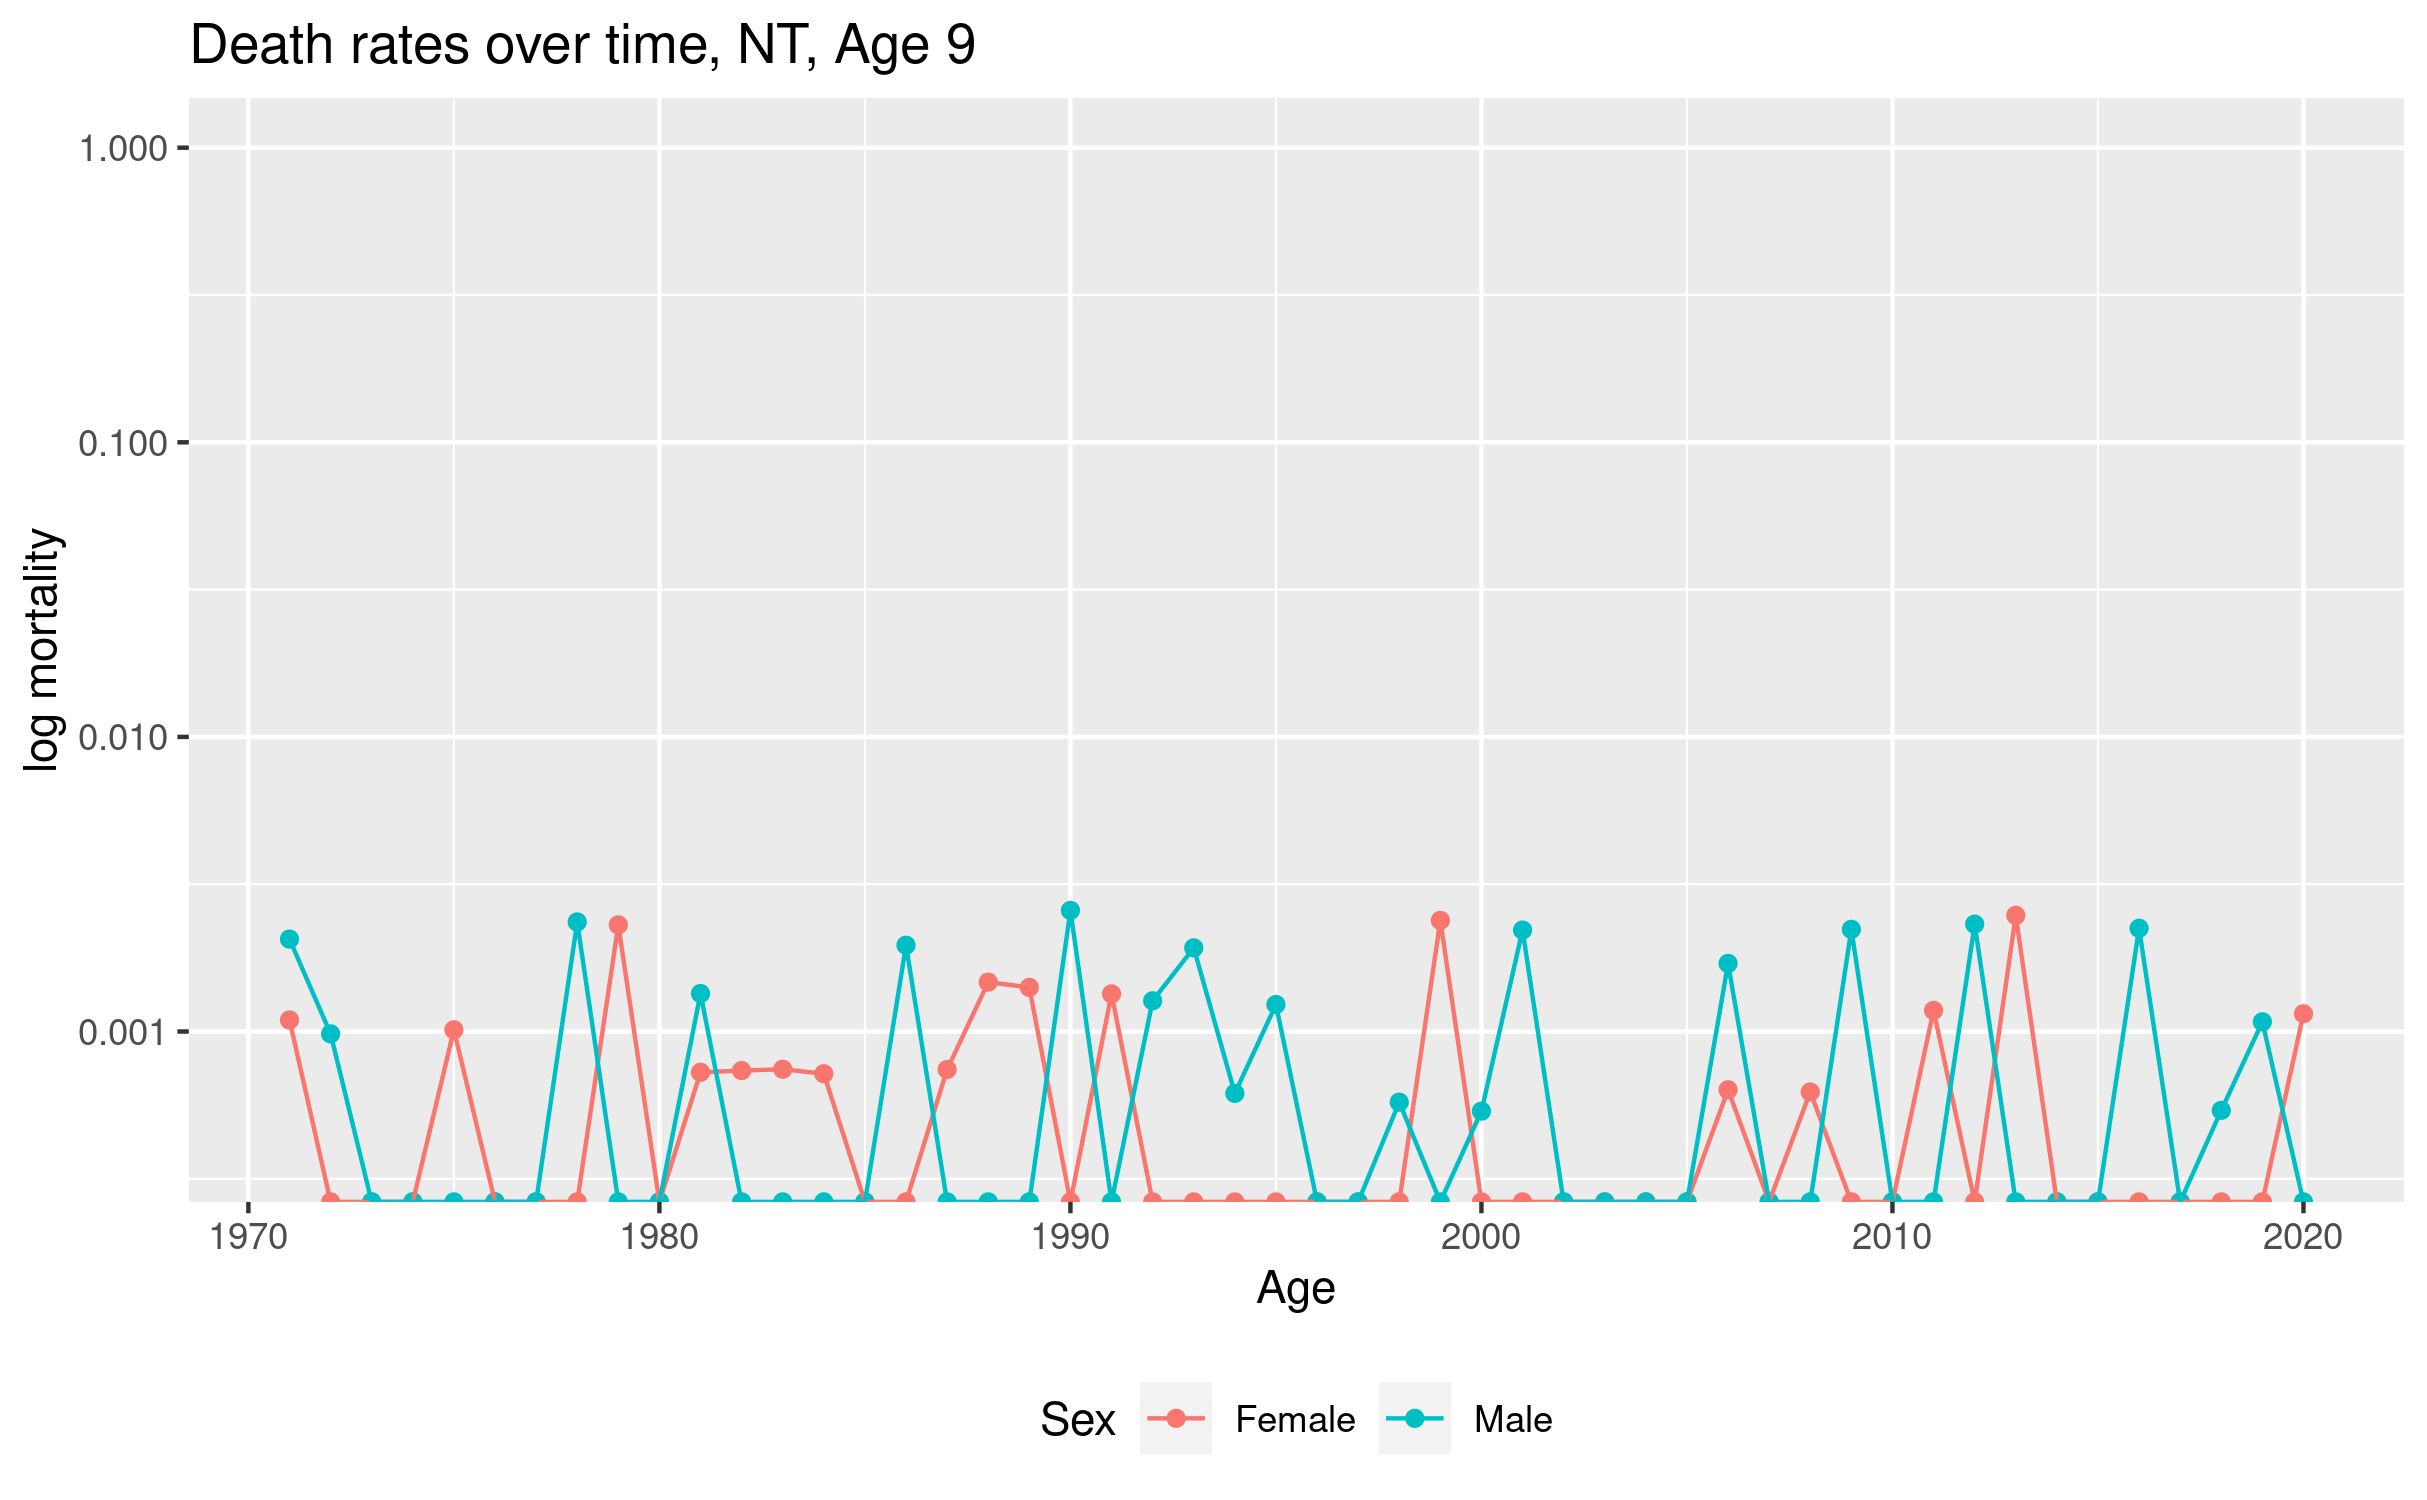 Death rates over time, NT, Age 9
1.000
0.100
0.010
0.001
log mortality
1970 1980 1990 2000 2010 2020
Age
Sex Female Male